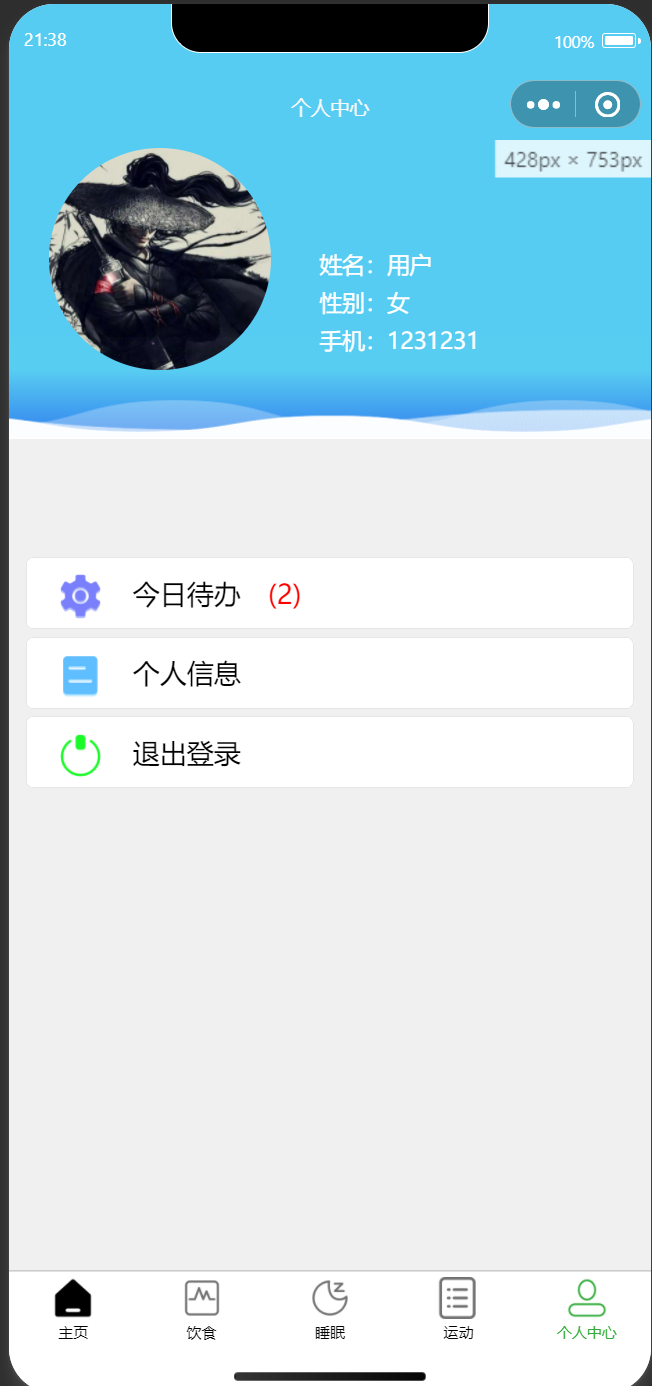 21:38
100%
个人中心
428px × 753px
姓名：用户
性别：女
手机：1231231
今日待办 (2)
个人信息
退出登录
主页
饮食
睡眠
运动
个人中心